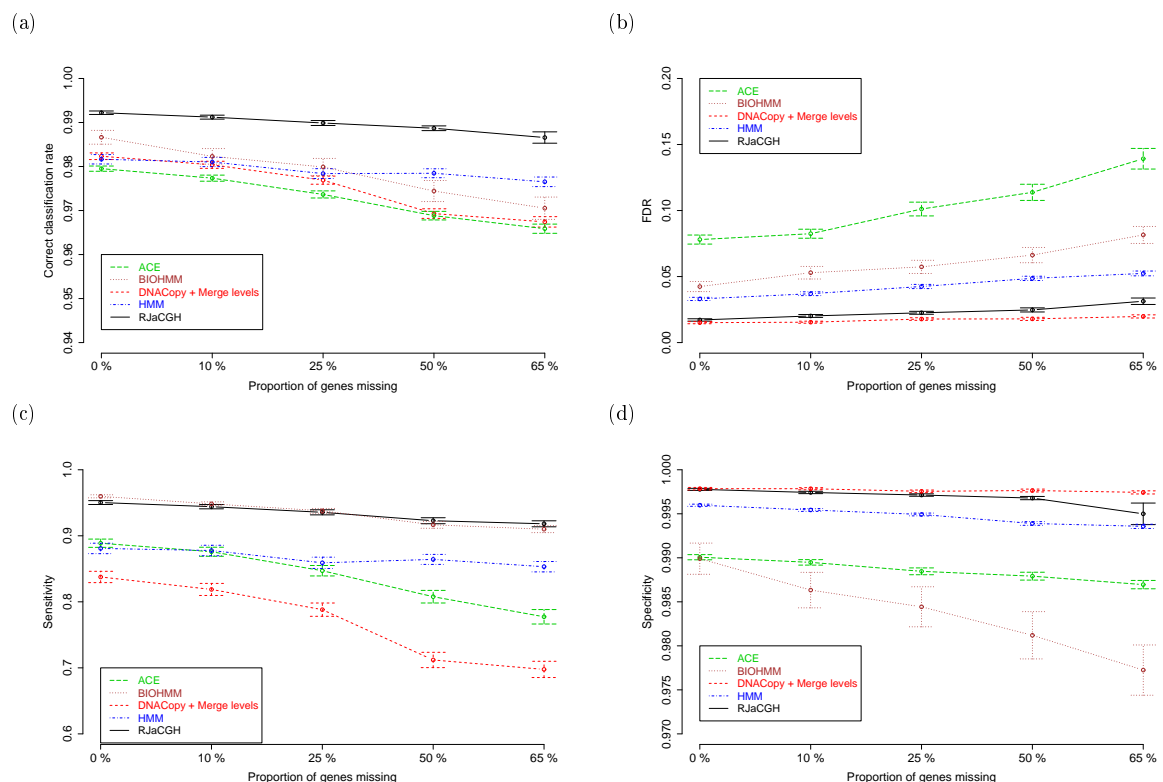 (a)
1.00
0.99
0.98
0.97
0.96
0.95
0.94
Correct classification rate
ACE
BIOHMM
DNACopy + Merge levels
HMM
RJaCGH
0 %
10 %
25 %
50 %
65 %
Proportion of genes missing
(b)
0.20
0.15
0.10
0.05
0.00
FDR
ACE
BIOHMM
DNACopy + Merge levels
HMM
RJaCGH
0 %
10 %
25 %
50 %
65 %
Proportion of genes missing
(c)
1.0
0.9
0.8
0.7
0.6
Sensitivity
ACE
BIOHMM
DNACopy + Merge levels
HMM
RJaCGH
0 %
10 %
25 %
50 %
65 %
Proportion of genes missing
(d)
1.000
0.995
0.990
0.985
0.980
0.975
0.970
Specificity
ACE
BIOHMM
DNACopy + Merge levels
HMM
RJaCGH
0 %
10 %
25 %
50 %
65 %
Proportion of genes missing